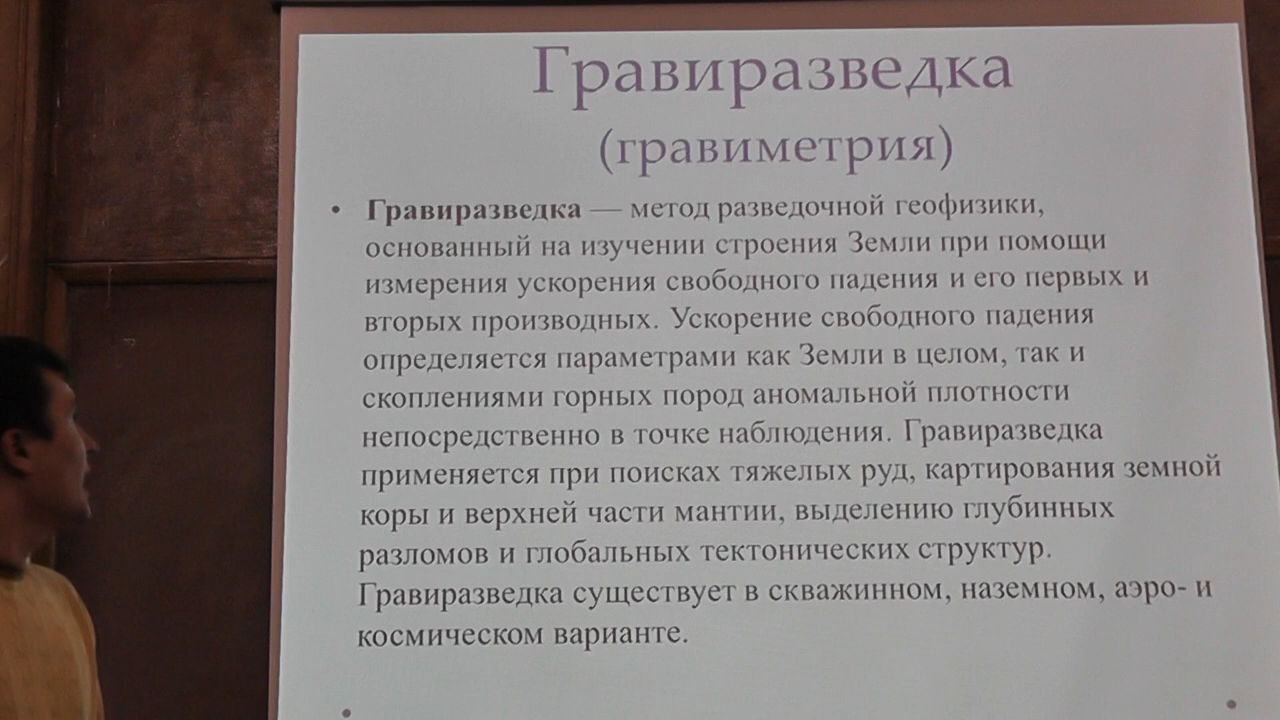 Гравиразведка
(гравиметрия)
• Гравиразведка — метод разведочной геофизики,
основанный на изучении строения Земли при помощи
измерения ускорения свободного падения и его первых и
вторых производных. Ускорение свободного падения
определяется параметрами как Земли в целом, так и
скоплениями горных пород аномальной плотности
непосредственно в точке наблюдения. Гравиразведка
применяется при поисках тяжелых руд, картирования земной
коры и верхней части мантии, выделению глубинных
разломов и глобальных тектонических структур.
Гравиразведка существует в скважинном, наземном, аэро- и
космическом варианте.